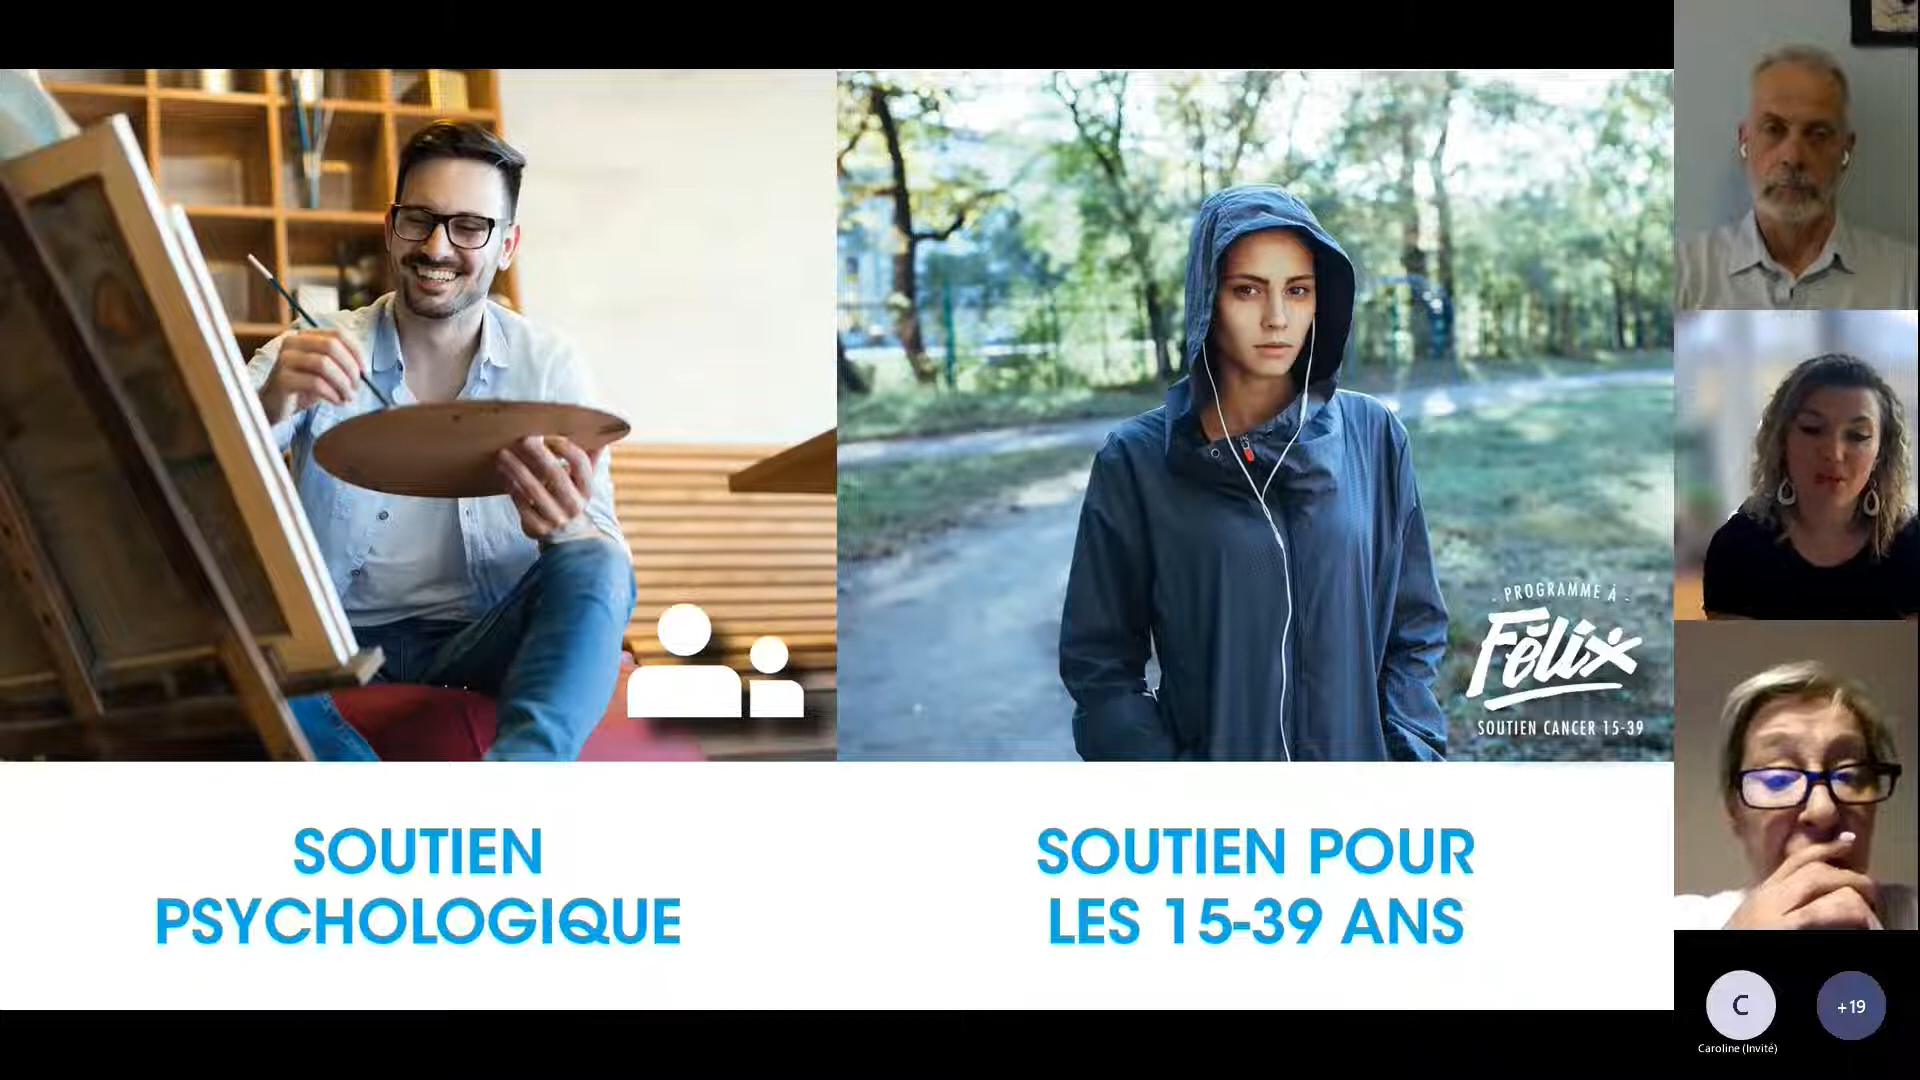 - PROGRAMME À -
Félix
SOUTIEN CANCER 15-39
SOUTIEN
PSYCHOLOGIQUE
SOUTIEN POUR
LES 15-39 ANS
C
+19
Caroline (Invité)